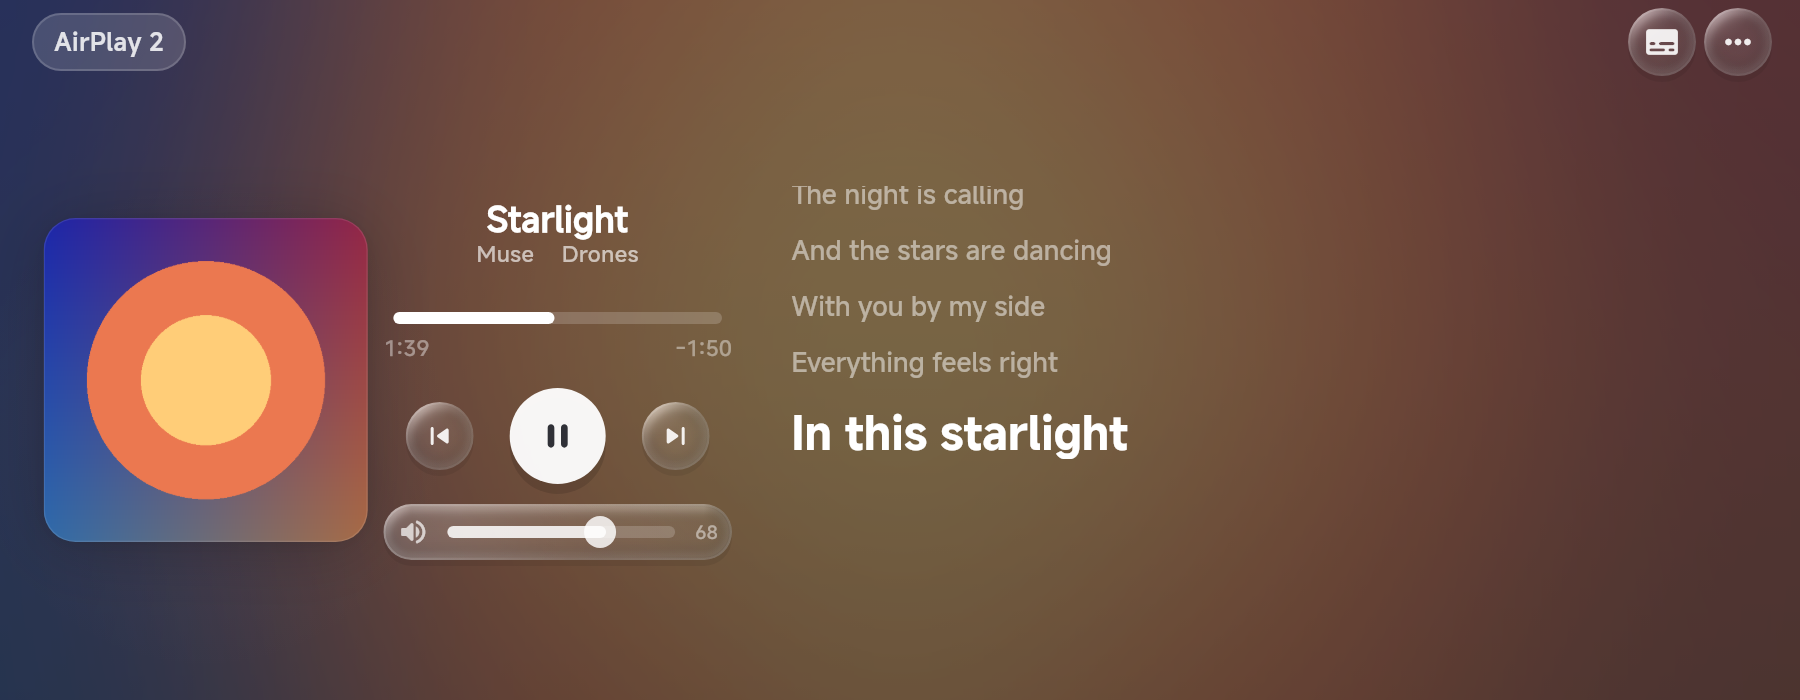 AirPlay 2
Starlight
Muse Drones
1:39
-1:50
68
The night is calling
And the stars are dancing
With you by my side
Everything feels right
In this starlight